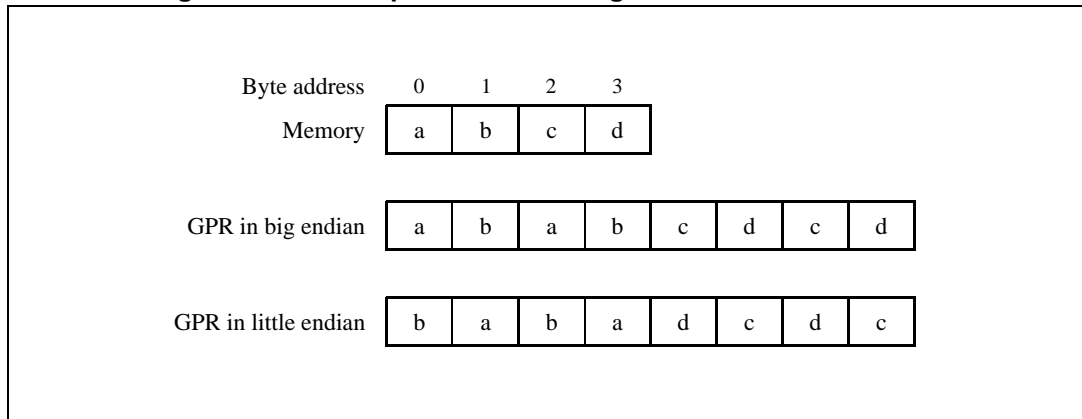 Byte address 0 1 2 3
Memory a b c d
GPR in big endian a b a b c d c d
GPR in little endian b a b a d c d c